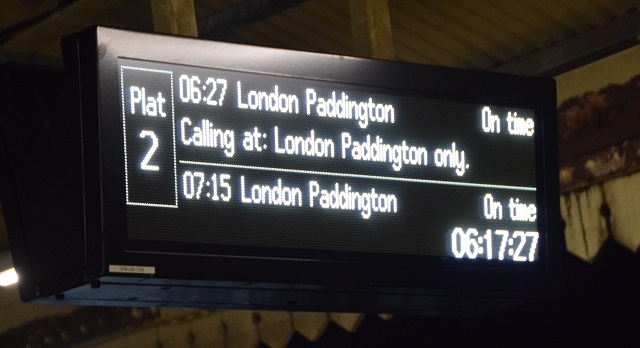 Plat
2
06:27 London Paddington On time
Calling at: London Paddington only.
07:15 London Paddington On time
06:17:27